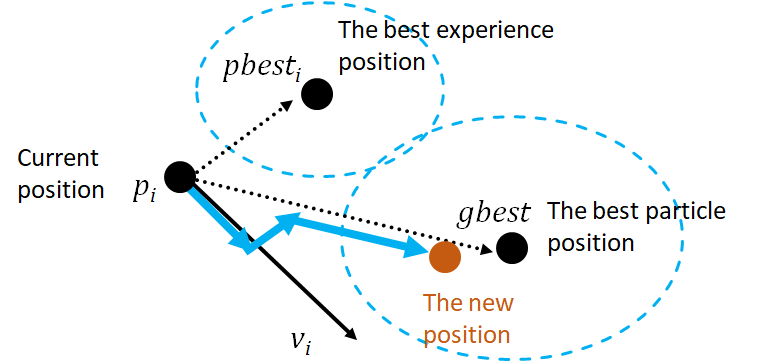 The best experience
position
pbest_i
Current
position
p_i
gbest
The best particle
position
The new
position
v_i